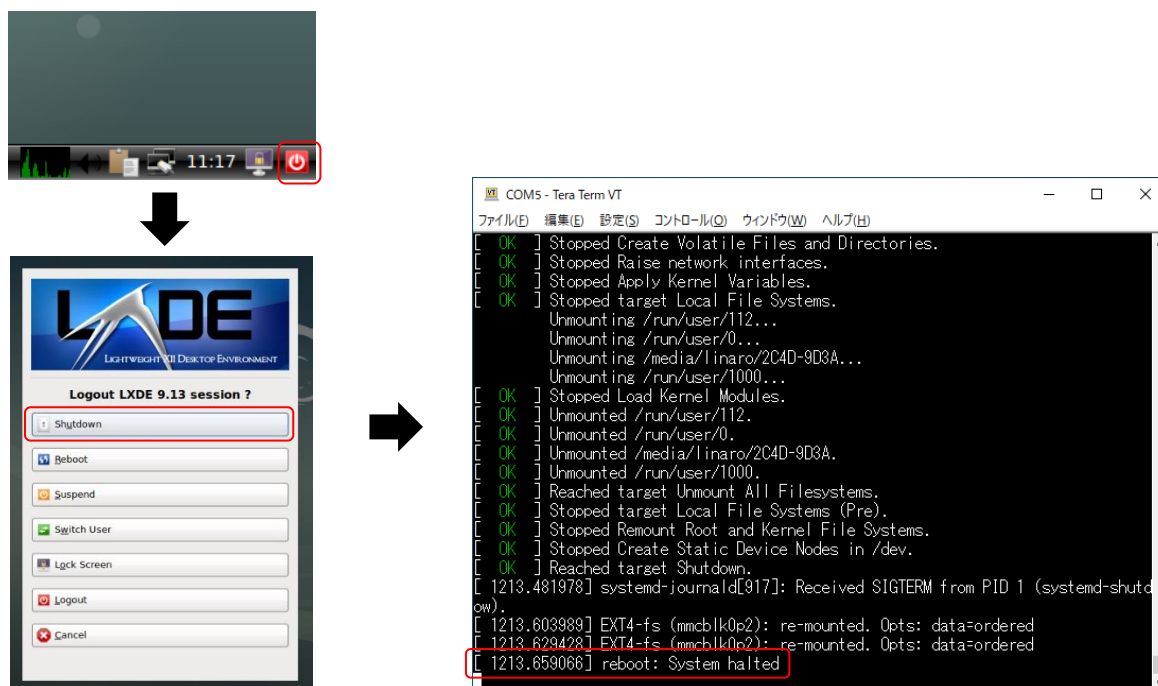 11:17
LXDE
LIGHTWEIGHT X11 DESKTOP ENVIRONMENT
Logout LXDE 9.13 session ?
Shutdown
Reboot
Suspend
Switch User
Lock Screen
Logout
Cancel
COM5 - Tera Term VT
ファイル(F) 編集(E) 設定(S) コントロール(O) ウィンドウ(W) ヘルプ(H)
[  OK  ] Stopped Create Volatile Files and Directories.
[  OK  ] Stopped Raise network interfaces.
[  OK  ] Stopped Apply Kernel Variables.
[  OK  ] Stopped target Local File Systems.
Unmounting /run/user/112...
Unmounting /run/user/0...
Unmounting /media/linaro/2C4D-9D3A...
Unmounting /run/user/1000...
[  OK  ] Stopped Load Kernel Modules.
[  OK  ] Unmounted /run/user/112.
[  OK  ] Unmounted /run/user/0.
[  OK  ] Unmounted /media/linaro/2C4D-9D3A.
[  OK  ] Unmounted /run/user/1000.
[  OK  ] Reached target Unmount All Filesystems.
[  OK  ] Stopped target Local File Systems (Pre).
[  OK  ] Stopped Remount Root and Kernel File Systems.
[  OK  ] Stopped Create Static Device Nodes in /dev.
[  OK  ] Reached target Shutdown.
[ 1213.481978] systemd-journald[917]: Received SIGTERM from PID 1 (systemd-shutd
ow).
[ 1213.603989] EXT4-fs (mmcblk0p2): re-mounted. Opts: data=ordered
[ 1213.629428] EXT4-fs (mmcblk0p2): re-mounted. Opts: data=ordered
[ 1213.659066] reboot: System halted